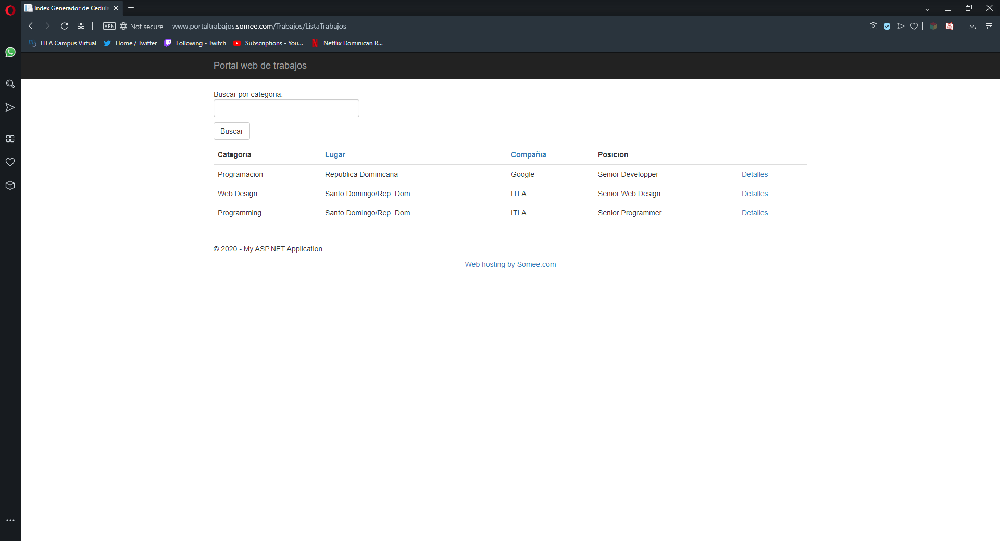 Index Generador de Cedula
VPN Not secure www.portaltrabajos.somee.com/Trabajos/ListaTrabajos
ITLA Campus Virtual Home / Twitter Following - Twitch Subscriptions - You... Netflix Dominican R...
Portal web de trabajos
Buscar por categoria:
Buscar
Categoria Lugar Compañia Posicion
Programacion Republica Dominicana Google Senior Developper Detalles
Web Design Santo Domingo/Rep. Dom ITLA Senior Web Design Detalles
Programming Santo Domingo/Rep. Dom ITLA Senior Programmer Detalles
© 2020 - My ASP.NET Application
Web hosting by Somee.com